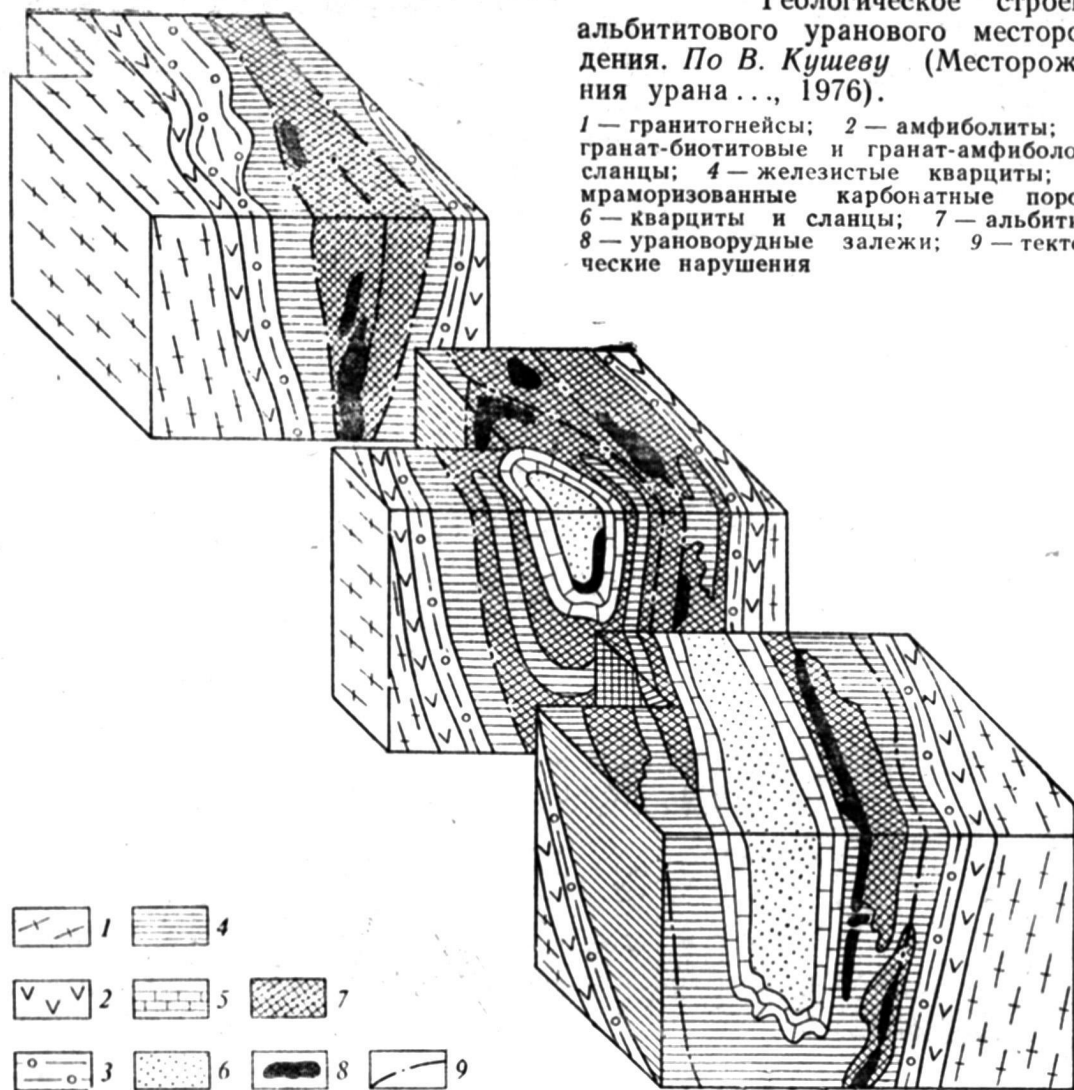 Геологическое строе
альбититового уранового месторо
дения. По В. Кушеву (Месторож
ния урана ..., 1976).
1 — гранитогнейсы; 2 — амфиболиты;
гранат-биотитовые и гранат-амфиболо
сланцы; 4 — железистые кварциты;
мраморизованные карбонатные поро
6 — кварциты и сланцы; 7 — альбит
8 — урановорудные залежи; 9 — текто
ческие нарушения
1 4
2 5 7
3 6 8 9